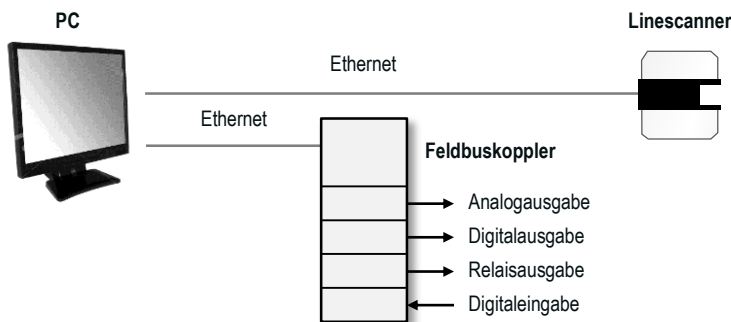 PC
Linescanner
Ethernet
Ethernet
Feldbuskoppler
Analogausgabe
Digitalausgabe
Relaisausgabe
Digitaleingabe